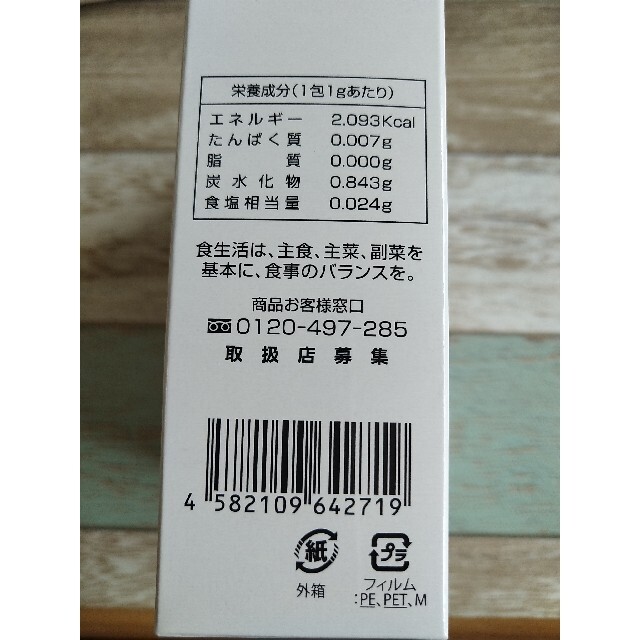 栄養成分(1包1gあたり)
エネルギー 2.093Kcal
たんぱく質 0.007g
脂質 0.000g
炭水化物 0.843g
食塩相当量 0.024g
食生活は、主食、主菜、副菜を
基本に、食事のバランスを。
商品お客様窓口
0120-497-285
取扱店募集
4 582109 642719
紙 プラ
外箱 フィルム
:PE、PET、M